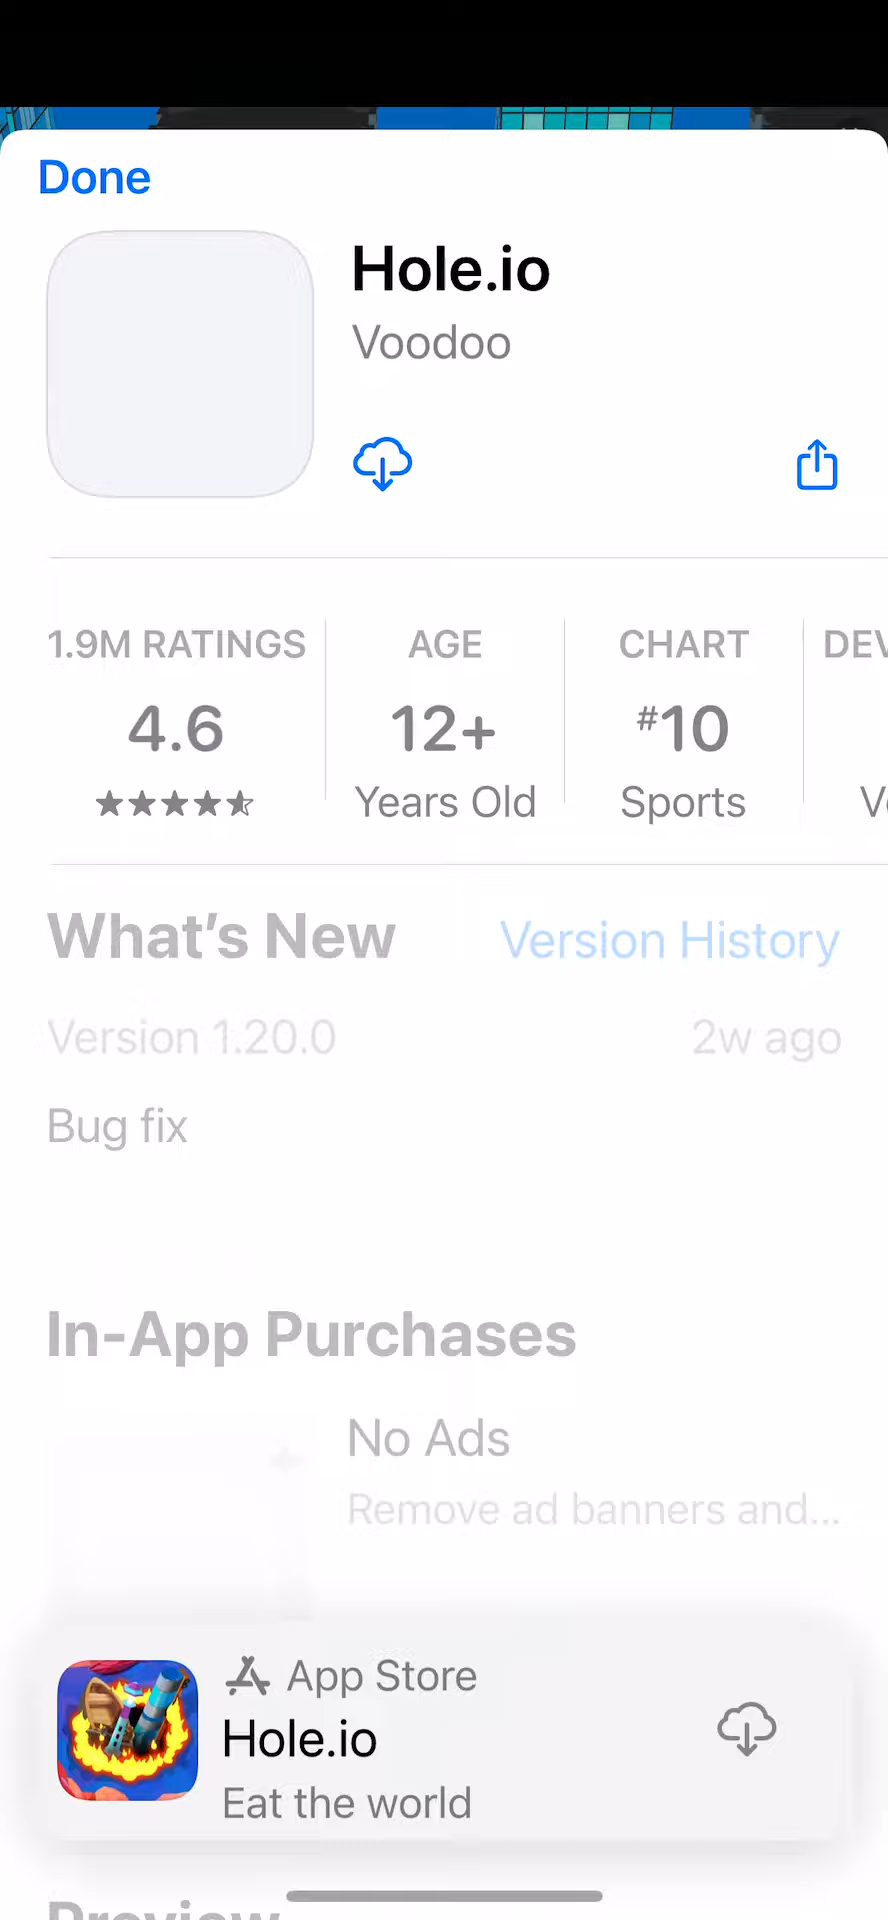 Done
Hole.io
Voodoo
1.9M RATINGS
4.6
AGE
12+
Years Old
CHART
#10
Sports
DEV
What's New
Version History
Version 1.20.0
2w ago
Bug fix
In-App Purchases
No Ads
Remove ad banners and...
App Store
Hole.io
Eat the world
Preview